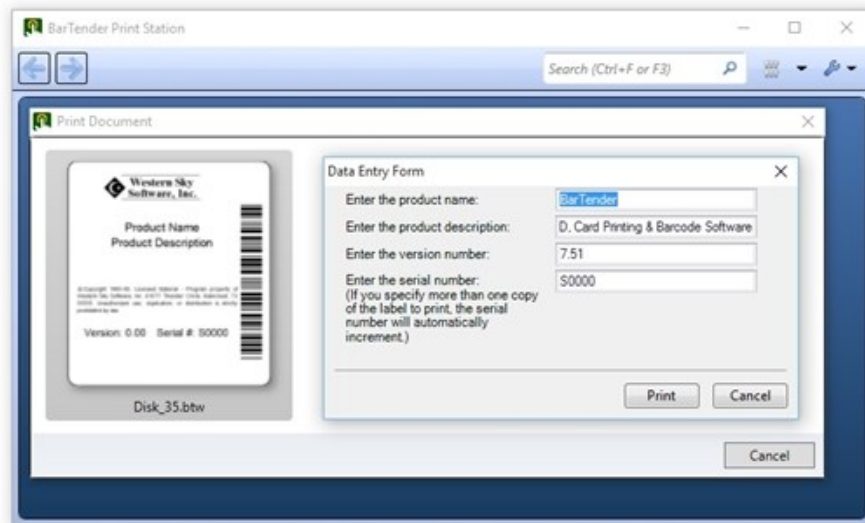 BarTender Print Station
Search (Ctrl+F or F3)
Print Document
Western Sky
Software, Inc.
Product Name
Product Description
Version: 0.00 Serial #: S0000
Disk_35.btw
Data Entry Form
Enter the product name:
BarTender
Enter the product description:
D, Card Printing & Barcode Software
Enter the version number:
7.51
Enter the serial number:
S0000
(If you specify more than one copy
of the label to print, the serial
number will automatically
increment.)
Print
Cancel
Cancel